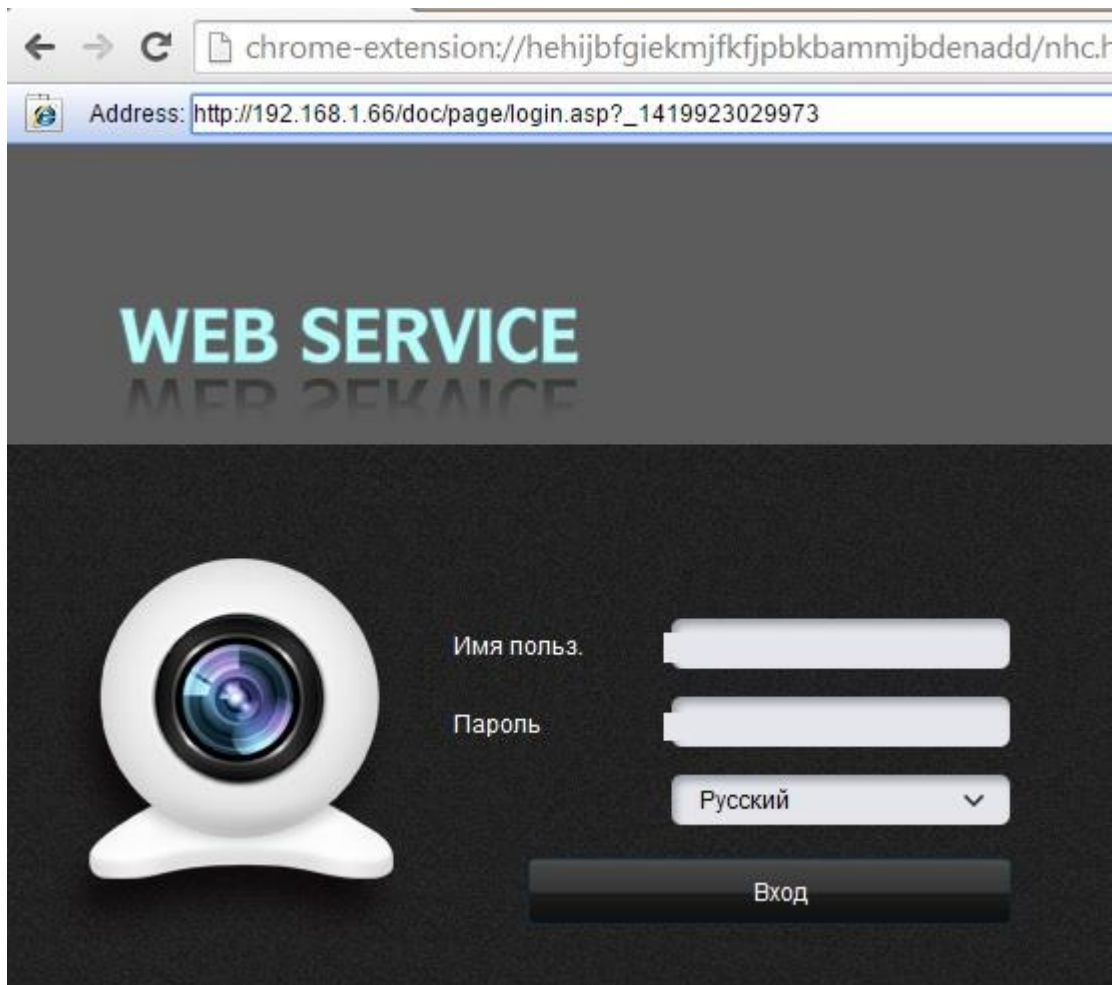 chrome-extension://hehijbfgiekmjfkfjpbkbammjbdenadd/nhc.h
Address: http://192.168.1.66/doc/page/login.asp?_1419923029973
WEB SERVICE
Имя польз.
Пароль
Русский
Вход